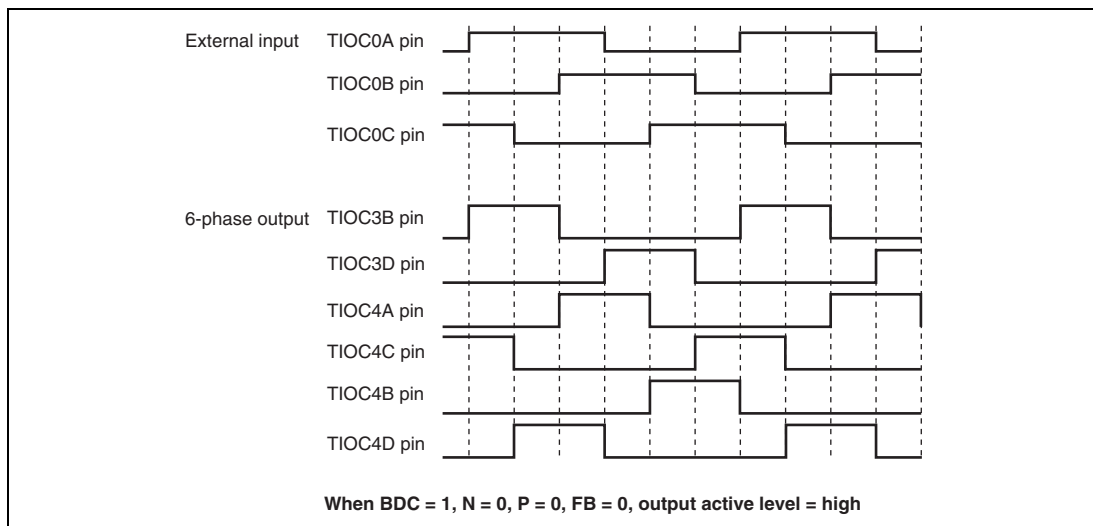 External input TIOC0A pin
TIOC0B pin
TIOC0C pin
6-phase output TIOC3B pin
TIOC3D pin
TIOC4A pin
TIOC4C pin
TIOC4B pin
TIOC4D pin
When BDC = 1, N = 0, P = 0, FB = 0, output active level = high